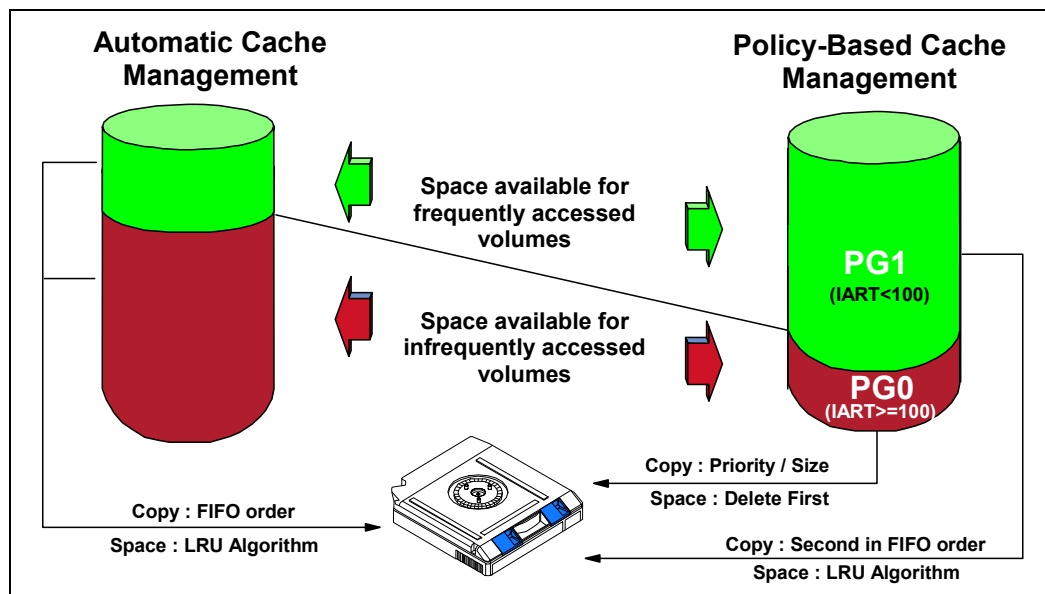 Automatic Cache
Management
Policy-Based Cache
Management
Space available for
frequently accessed
volumes
PG1
(IART<100)
Space available for
infrequently accessed
volumes
PG0
(IART>=100)
Copy : Priority / Size
Space : Delete First
Copy : FIFO order
Space : LRU Algorithm
Copy : Second in FIFO order
Space : LRU Algorithm